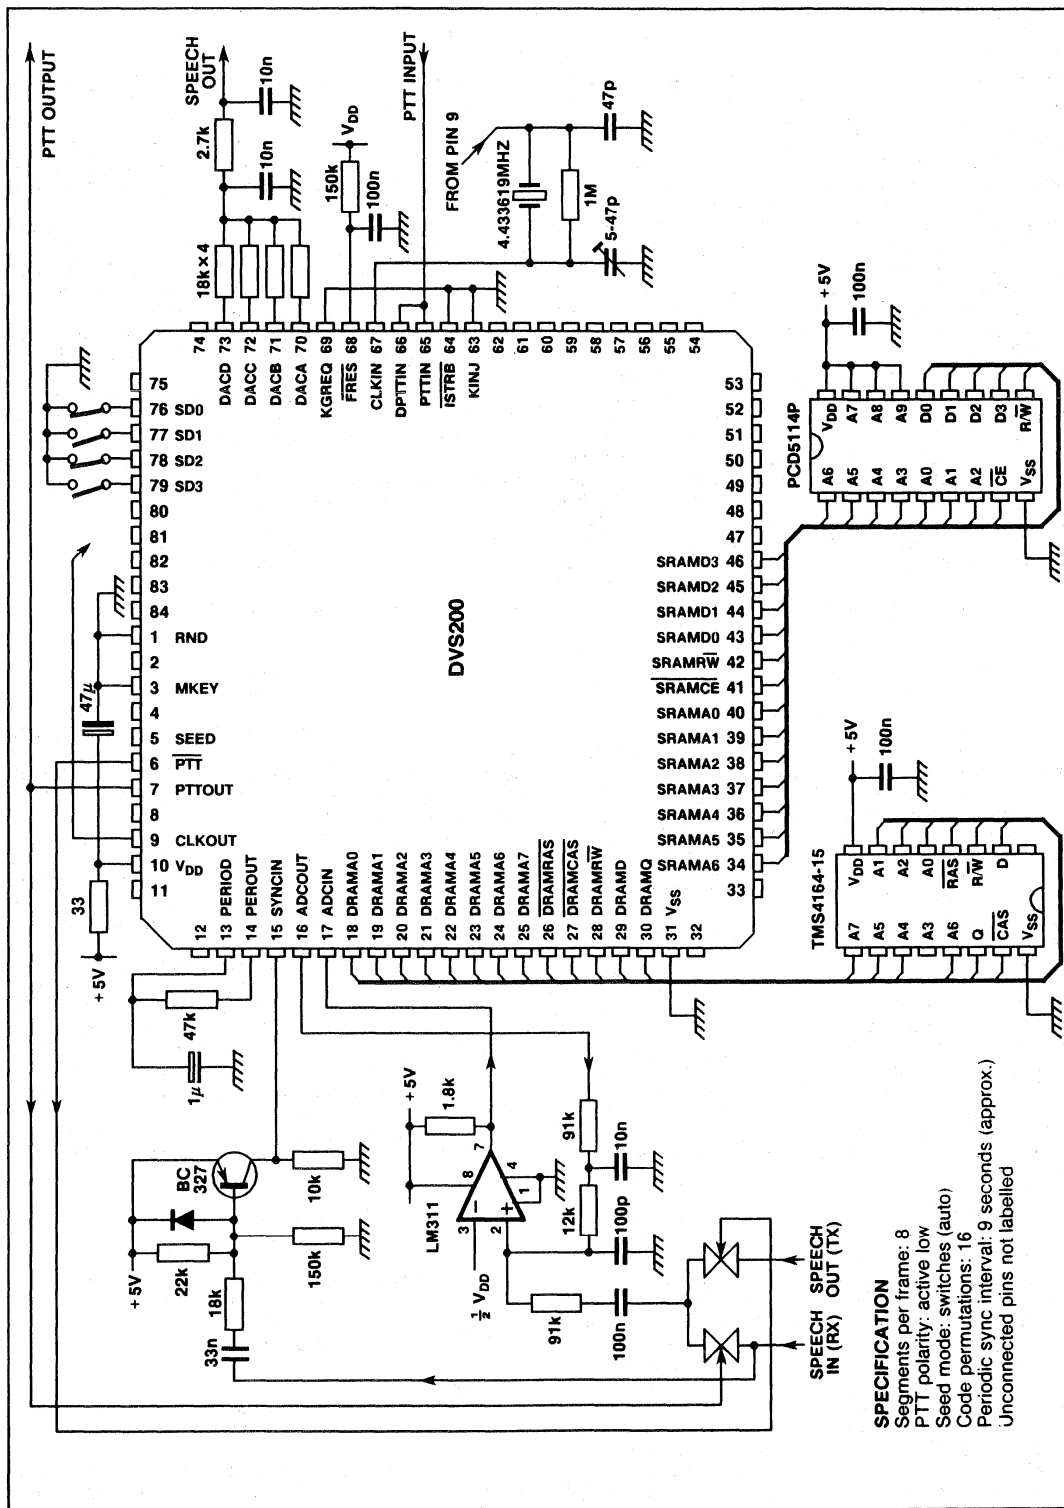 PTT OUTPUT
SPEECH
OUT
10n
2.7k
10n
18k × 4
VDD
150k
100n
PTT INPUT
FROM PIN 9
4.433619MHZ
1M
47p
5-47p
74
73 DACD
72 DACC
71 DACB
70 DACA
69 KGREQ
68 FRES
67 CLKIN
66 DPTTIN
65 PTTIN
64 ISTRB
63 KINJ
62
61
60
59
58
57
56
55
54
75
76 SD0
77 SD1
78 SD2
79 SD3
80
81
82
83
84
1 RND
2
3 MKEY
4
5 SEED
6 PTT
7 PTTOUT
8
9 CLKOUT
10 VDD
11
47µ
33
+5V
DVS200
53
52
51
50
49
48
47
SRAMD3 46
SRAMD2 45
SRAMD1 44
SRAMD0 43
SRAMRW 42
SRAMCE 41
SRAMA0 40
SRAMA1 39
SRAMA2 38
SRAMA3 37
SRAMA4 36
SRAMA5 35
SRAMA6 34
33
12
13 PERIOD
14 PEROUT
15 SYNCIN
16 ADCOUT
17 ADCIN
18 DRAMA0
19 DRAMA1
20 DRAMA2
21 DRAMA3
22 DRAMA4
23 DRAMA5
24 DRAMA6
25 DRAMA7
26 DRAMRAS
27 DRAMCAS
28 DRAMRW
29 DRAMD
30 DRAMQ
31 VSS
32
PCD5114P
+5V
100n
A6 VDD
A5 A7
A4 A8
A3 A9
A0 D0
A1 D1
A2 D2
CE D3
VSS R/W
TMS4164-15
+5V
100n
A7 VDD
A5 A1
A4 A2
A3 A0
A6 RAS
Q R/W
CAS D
VSS
47k
1µ
+5V
BC
327
22k
18k
33n
10k
150k
+5V
1.8k
LM311
8
7
4
1
3
2
½ VDD
91k
10n
12k
100p
91k
100n
SPEECH
IN (RX)
SPEECH
OUT (TX)
SPECIFICATION
Segments per frame: 8
PTT polarity: active low
Seed mode: switches (auto)
Code permutations: 16
Periodic sync interval: 9 seconds (approx.)
Unconnected pins not labelled